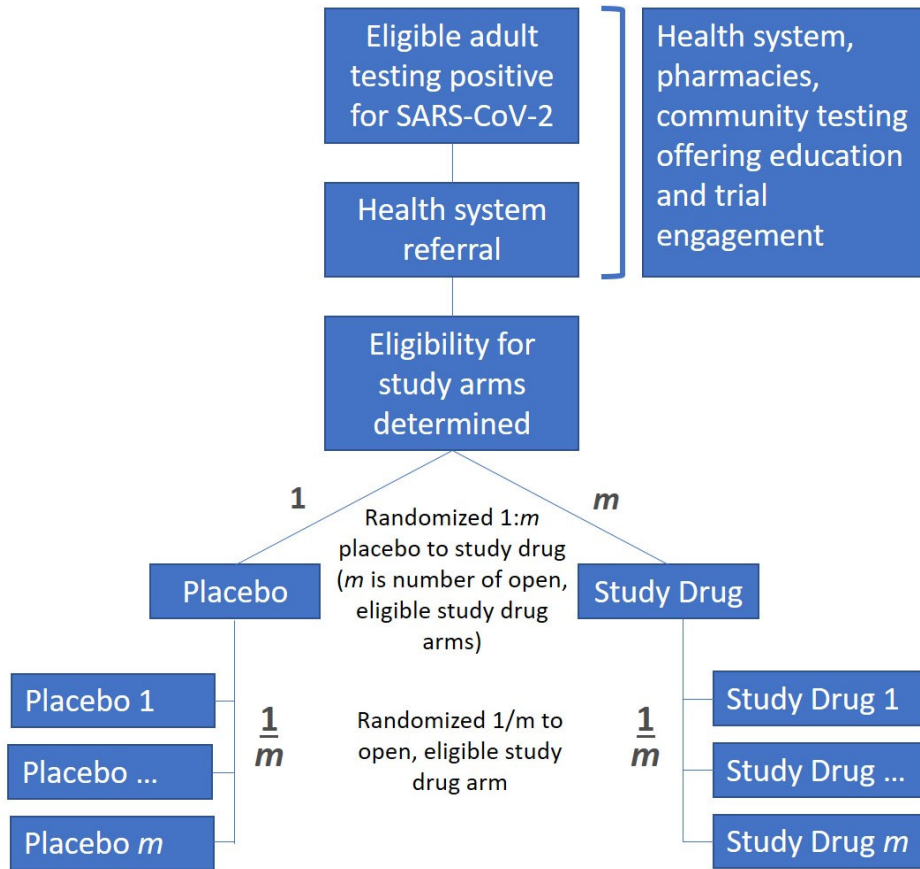 Eligible adult
testing positive
for SARS-CoV-2
Health system,
pharmacies,
community testing
offering education
and trial
engagement
Health system
referral
Eligibility for
study arms
determined
1
m
Randomized 1:m
placebo to study drug
(m is number of open,
eligible study drug
arms)
Placebo
Study Drug
Placebo 1
Placebo ...
Placebo m
1
m
Randomized 1/m to
open, eligible study
drug arm
1
m
Study Drug 1
Study Drug ...
Study Drug m